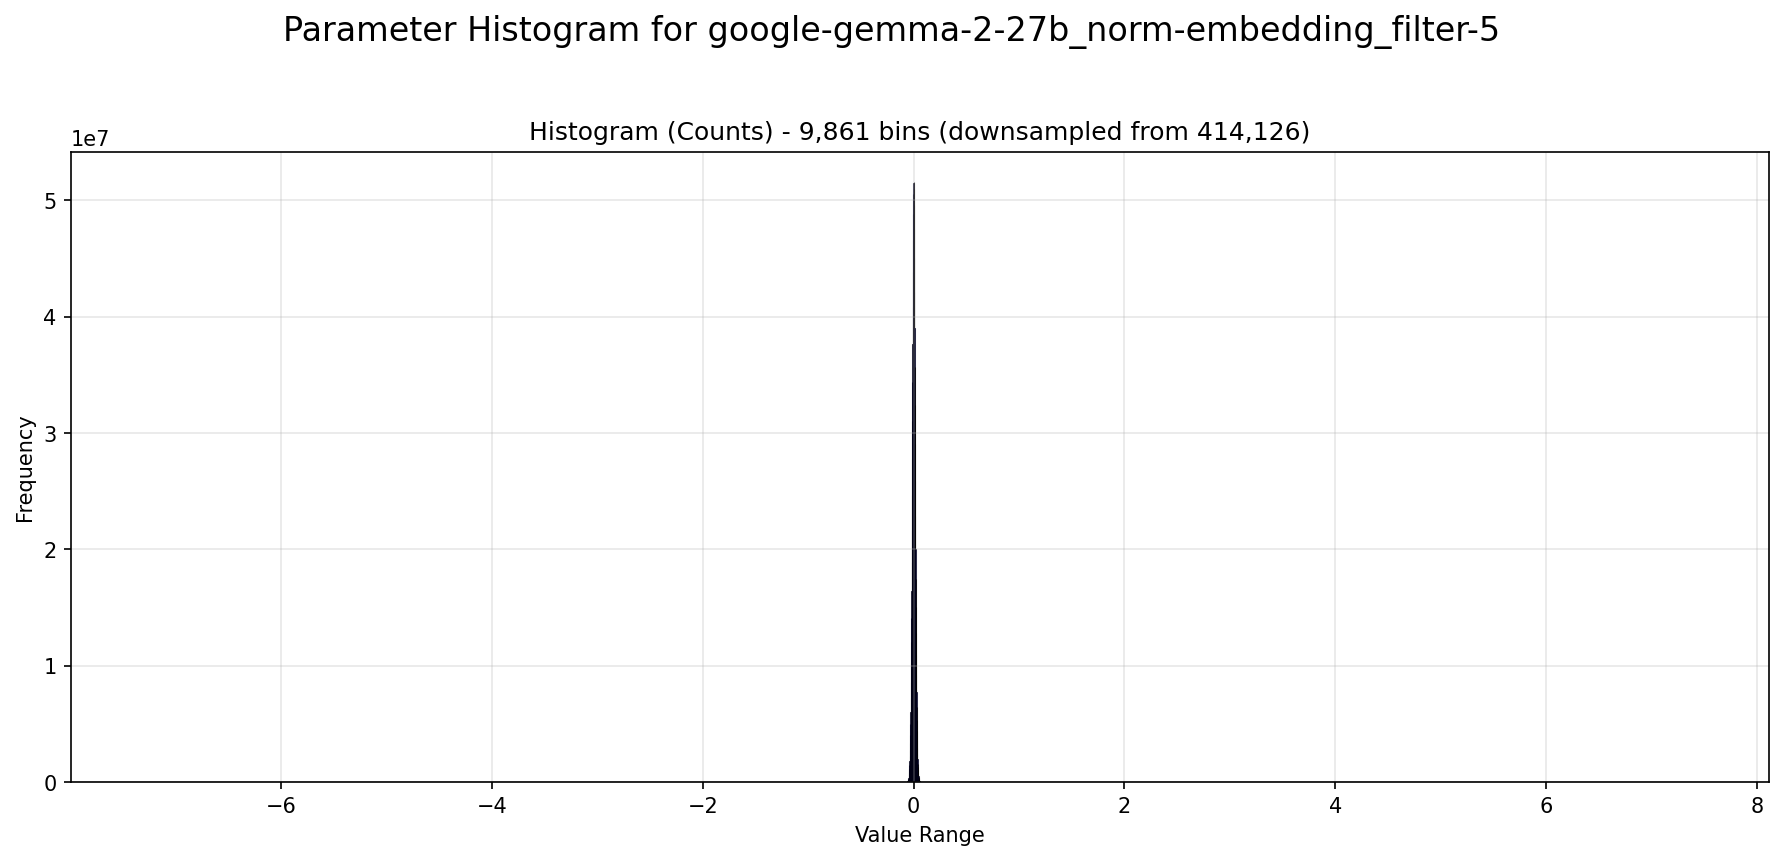 Parameter Histogram for google-gemma-2-27b_norm-embedding_filter-5
Histogram (Counts) - 9,861 bins (downsampled from 414,126)
1e7
5
4
3
2
1
0
Frequency
−6 −4 −2 0 2 4 6 8
Value Range